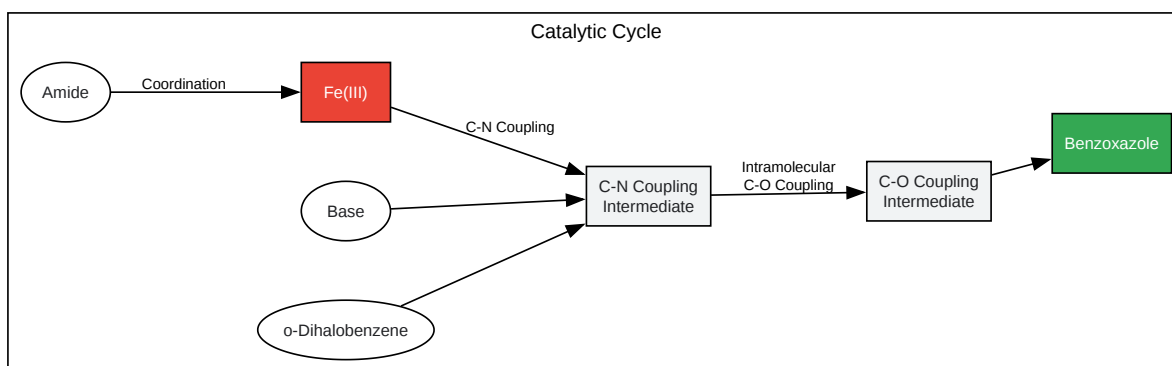 Catalytic Cycle
Amide
Coordination
Fe(III)
C-N Coupling
Base
o-Dihalobenzene
C-N Coupling
Intermediate
Intramolecular
C-O Coupling
C-O Coupling
Intermediate
Benzoxazole